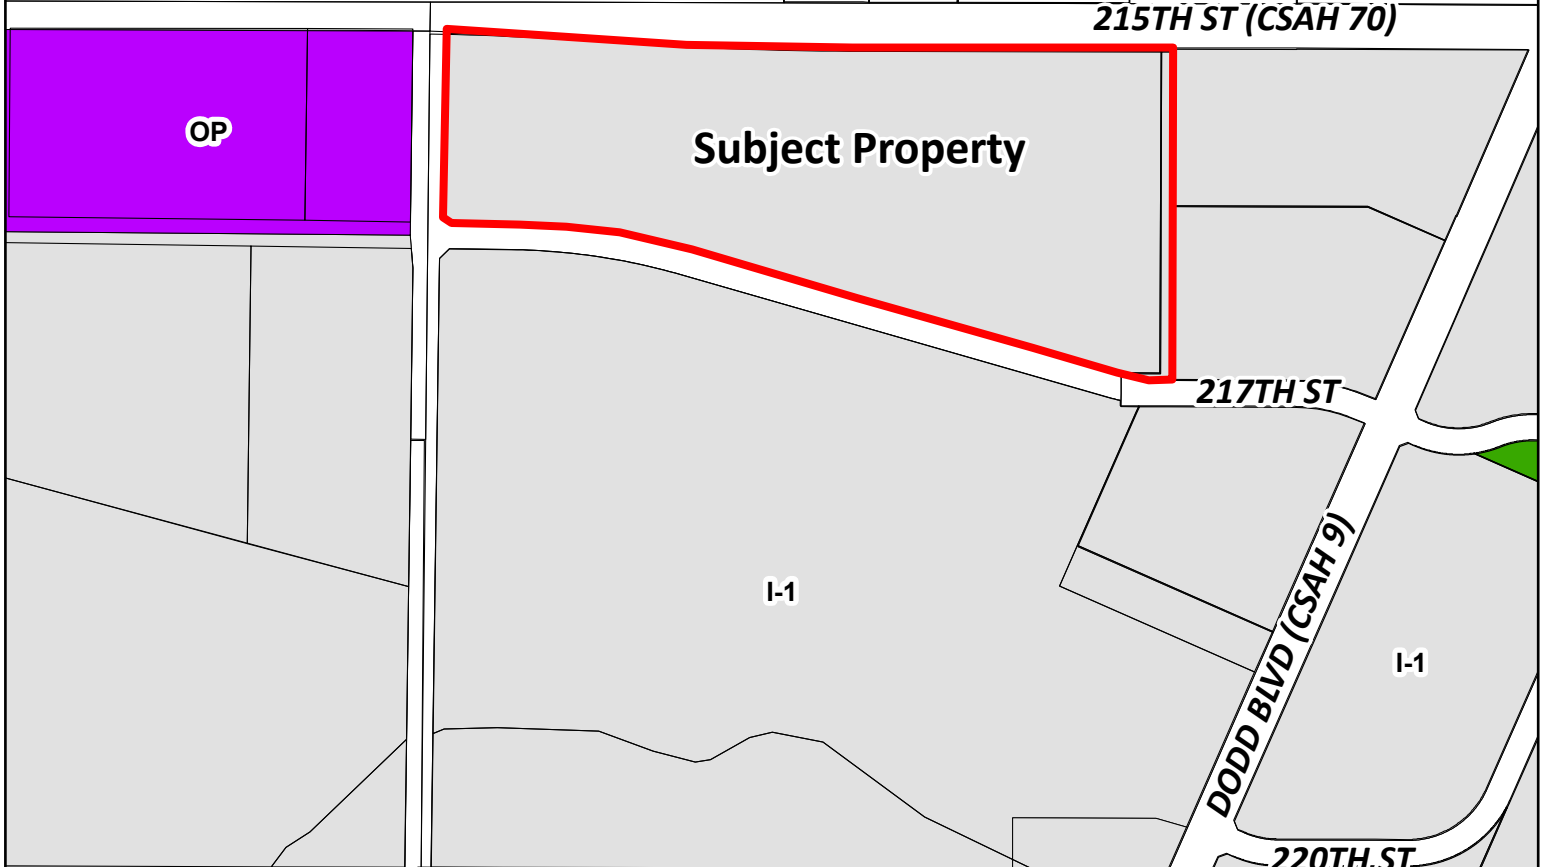 215TH ST (CSAH 70)
OP
Subject Property
217TH ST
I-1
DODD BLVD (CSAH 9)
I-1
220TH ST